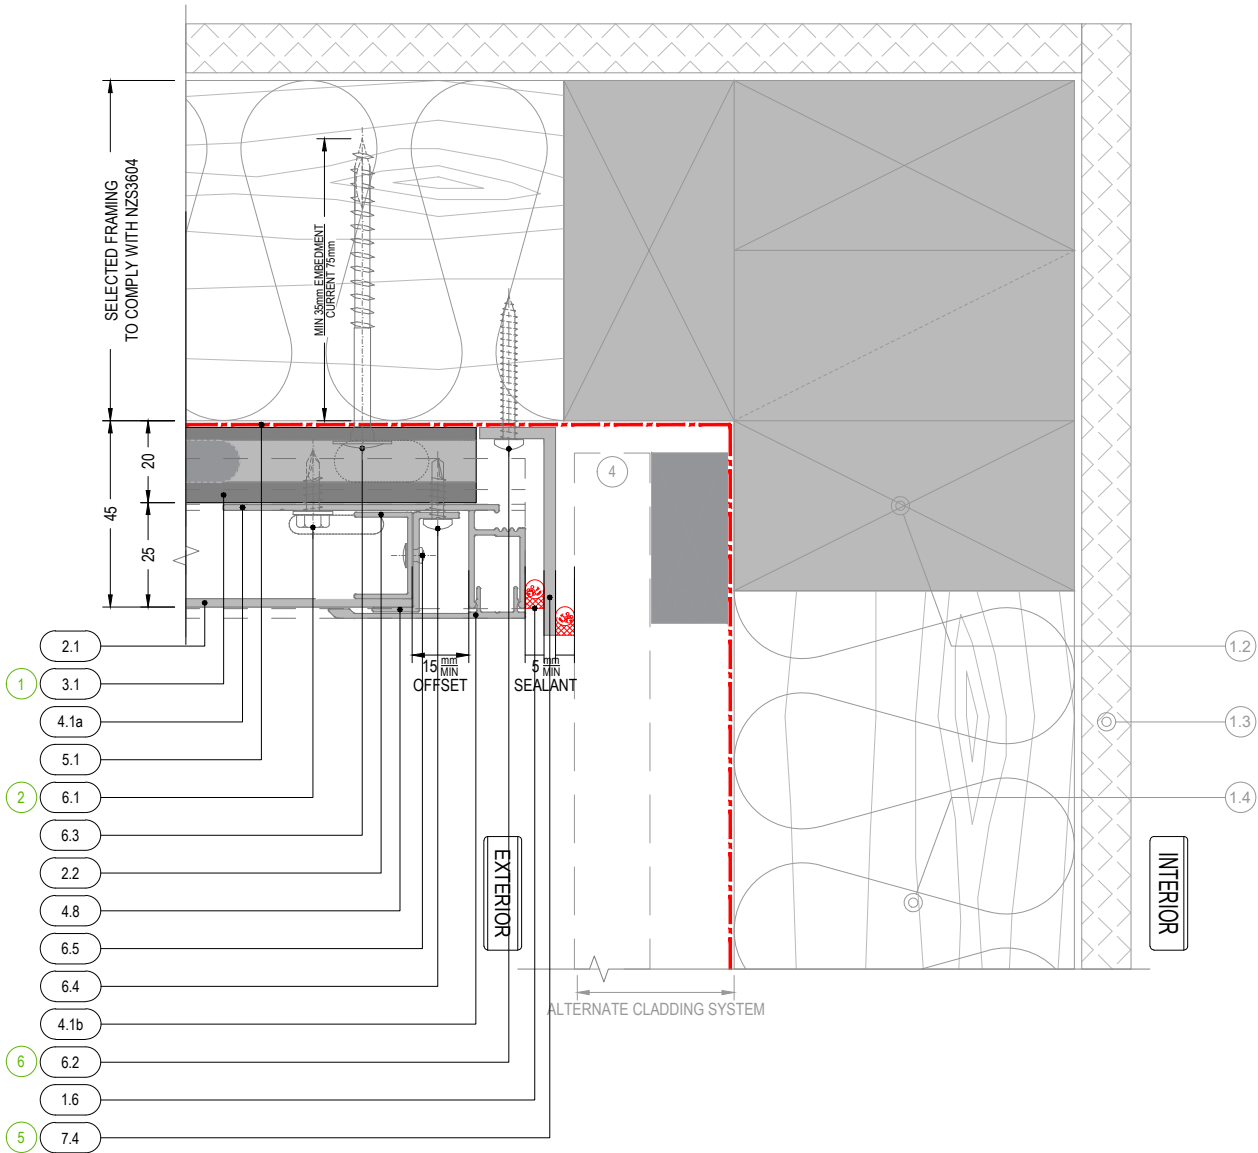 SELECTED FRAMING
TO COMPLY WITH NZS3604
MIN 35mm EMBEDMENT
CURRENT 75mm
20
45
25
4
15 mm MIN
OFFSET
5 mm MIN
SEALANT
2.1
1 3.1
4.1a
5.1
2 6.1
6.3
2.2
4.8
6.5
6.4
4.1b
6 6.2
1.6
5 7.4
EXTERIOR
INTERIOR
1.2
1.3
1.4
ALTERNATE CLADDING SYSTEM